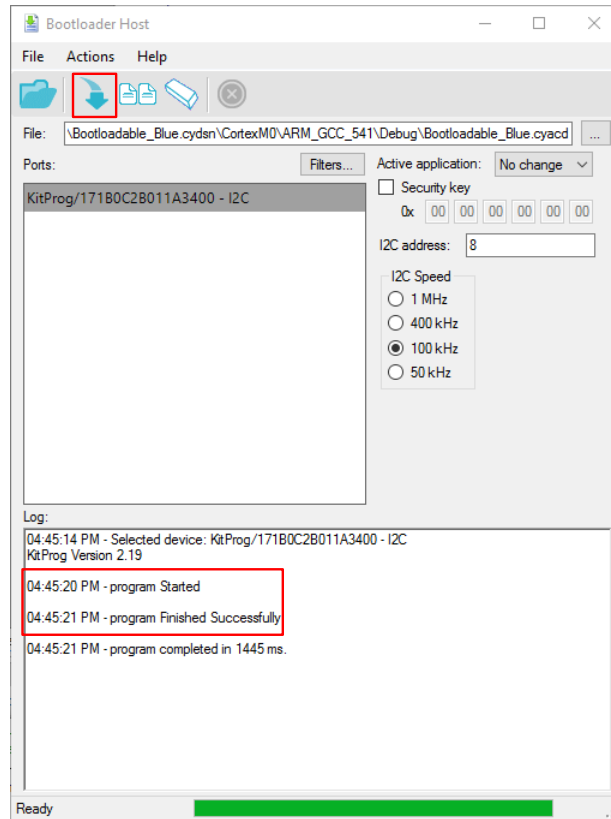 Bootloader Host
File Actions Help
File: \Bootloadable_Blue.cydsn\CortexM0\ARM_GCC_541\Debug\Bootloadable_Blue.cyacd ...
Ports: Filters... Active application: No change
KitProg/171B0C2B011A3400 - I2C
Security key
0x 00 00 00 00 00 00
I2C address: 8
I2C Speed
1 MHz
400 kHz
100 kHz
50 kHz
Log:
04:45:14 PM - Selected device: KitProg/171B0C2B011A3400 - I2C
KitProg Version 2.19
04:45:20 PM - program Started
04:45:21 PM - program Finished Successfully
04:45:21 PM - program completed in 1445 ms.
Ready